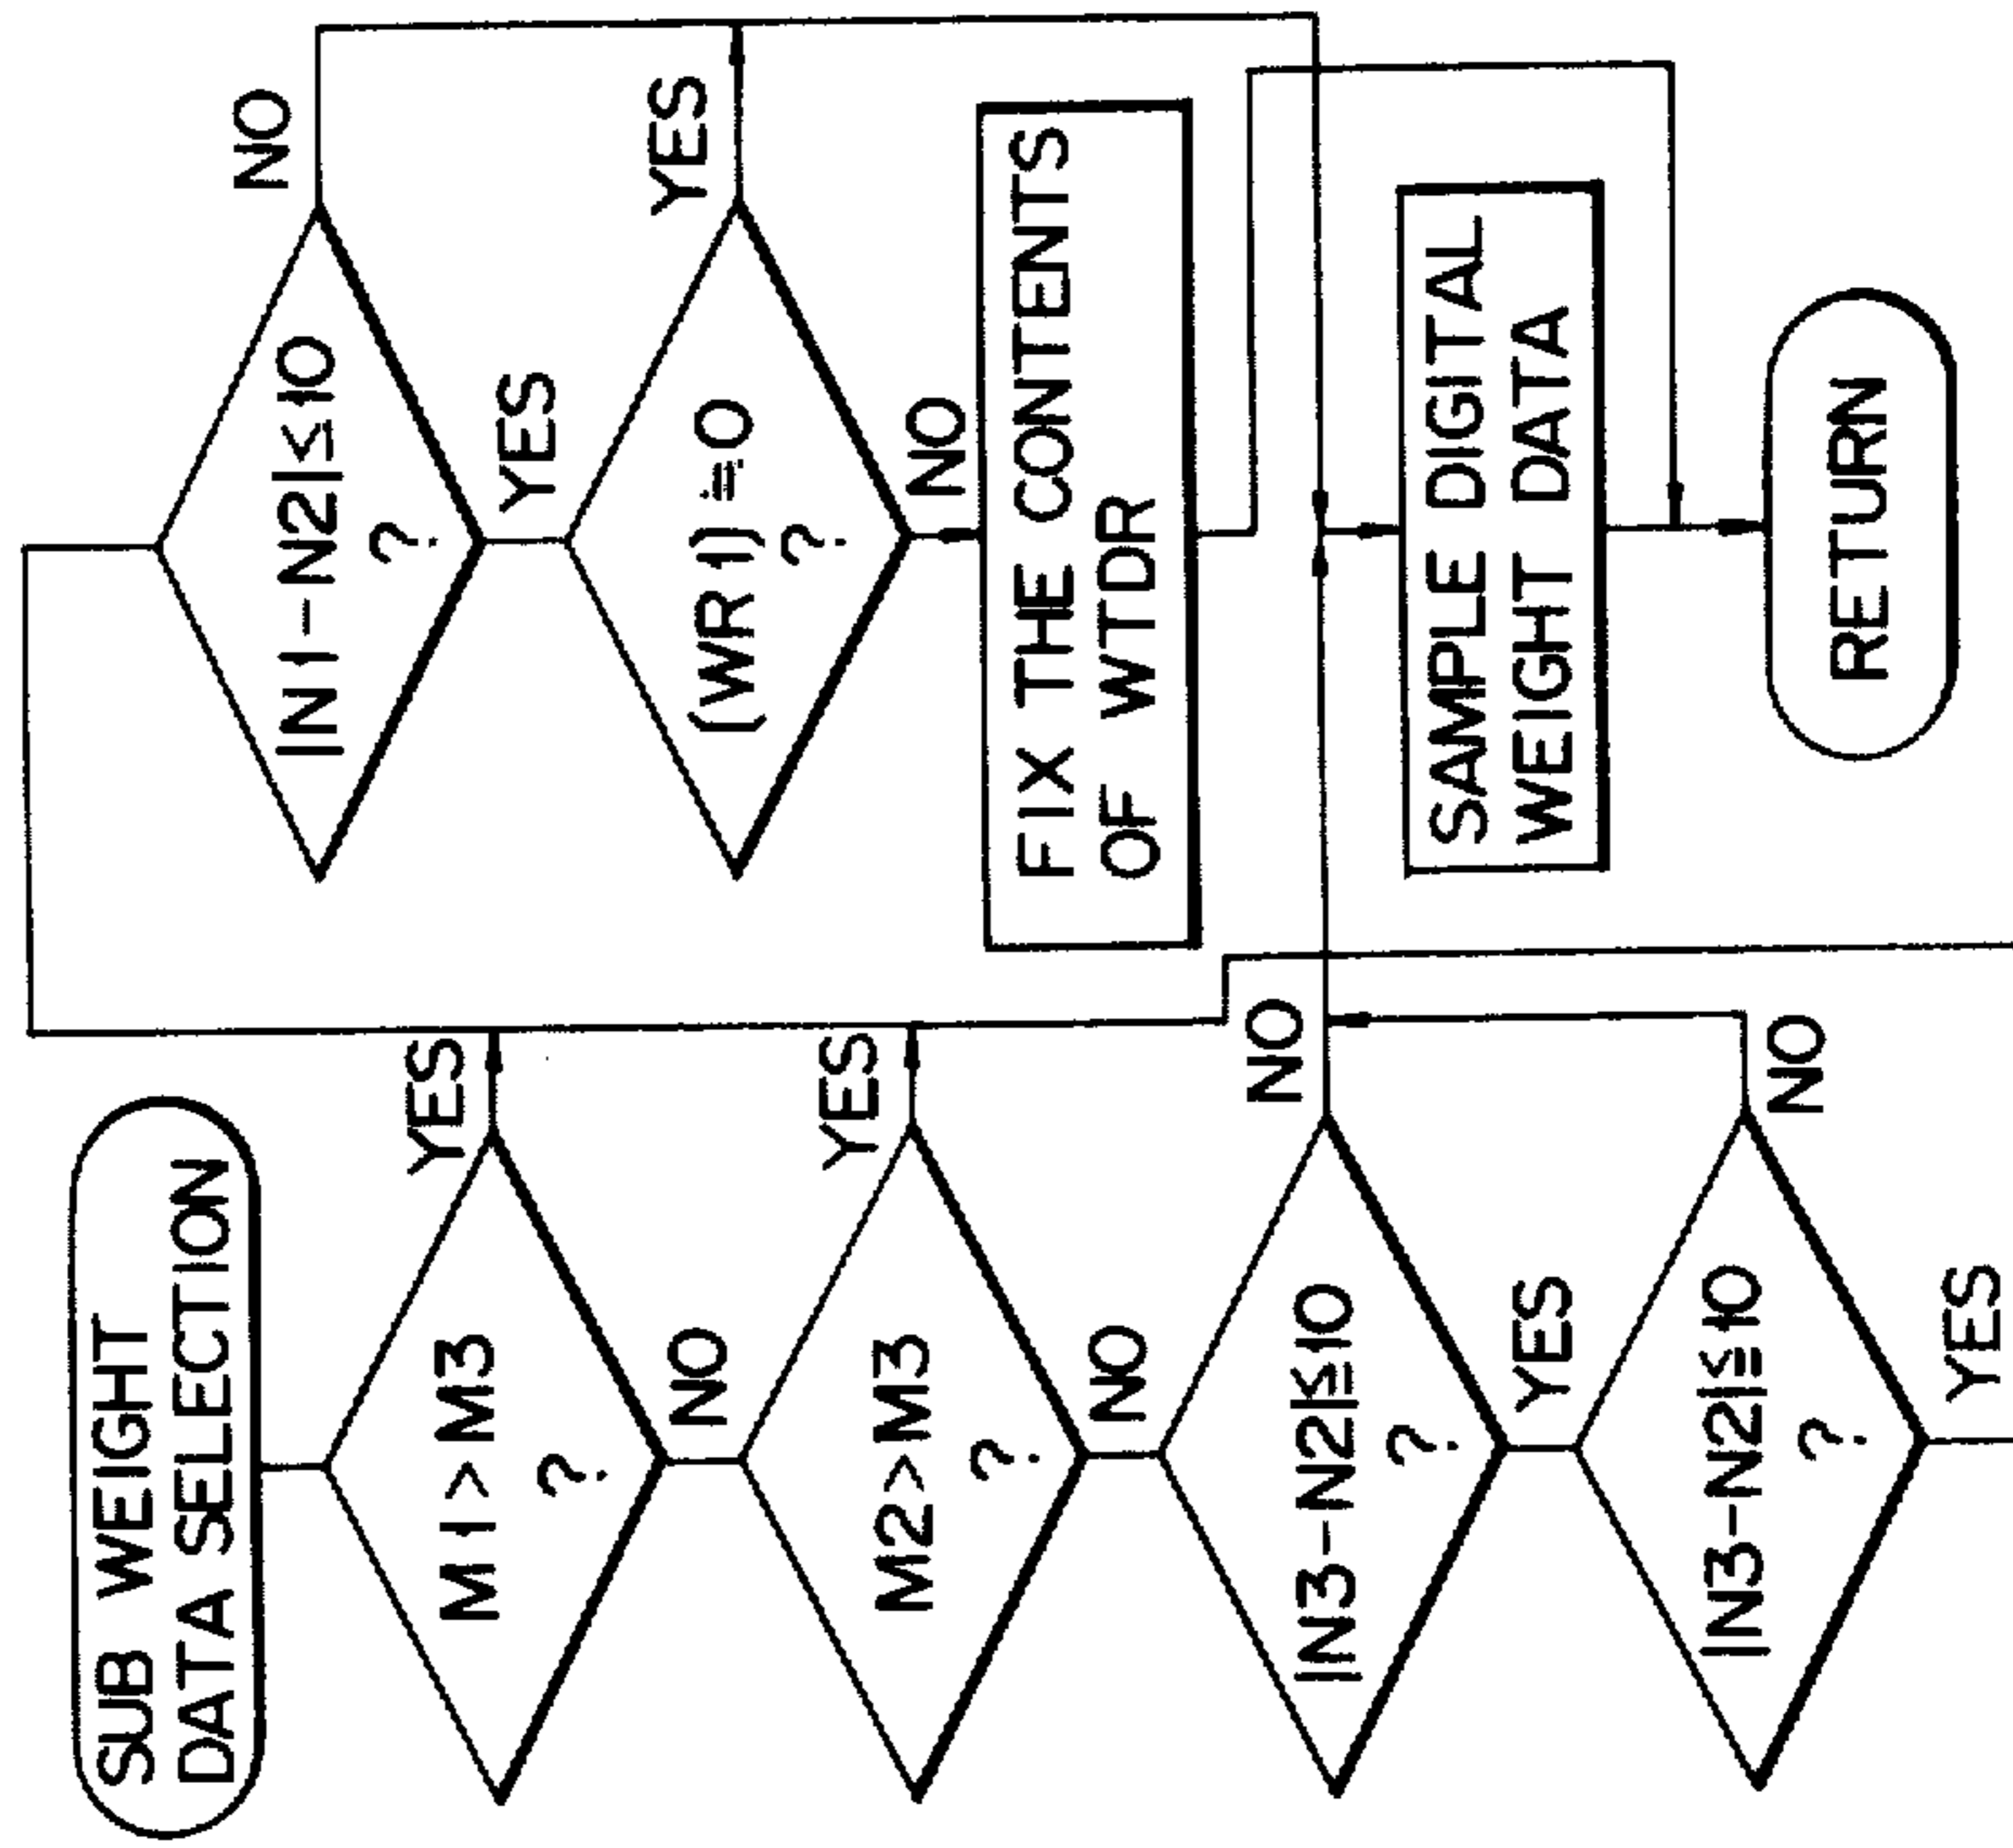 SUB WEIGHT
DATA SELECTION
M1>M3
?
YES
NO
M2>M3
?
YES
NO
|N3-N2|≦10
?
NO
YES
|N3-N2|≦10
?
NO
YES
|N1-N2|≤10
?
NO
YES
(WR1)≒0
?
YES
NO
FIX THE CONTENTS
OF WTDR
SAMPLE DIGITAL
WEIGHT DATA
RETURN